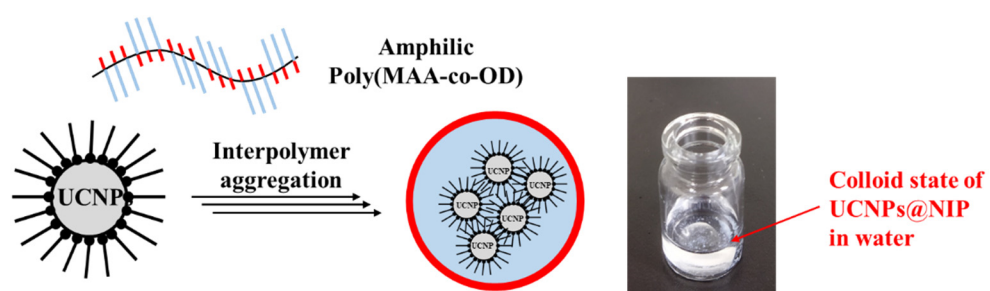 Amphilic
Poly(MAA-co-OD)
Interpolymer
aggregation
UCNP
UCNP
UCNP
UCNP
UCNP
UCNP
Colloid state of
UCNPs@NIP
in water